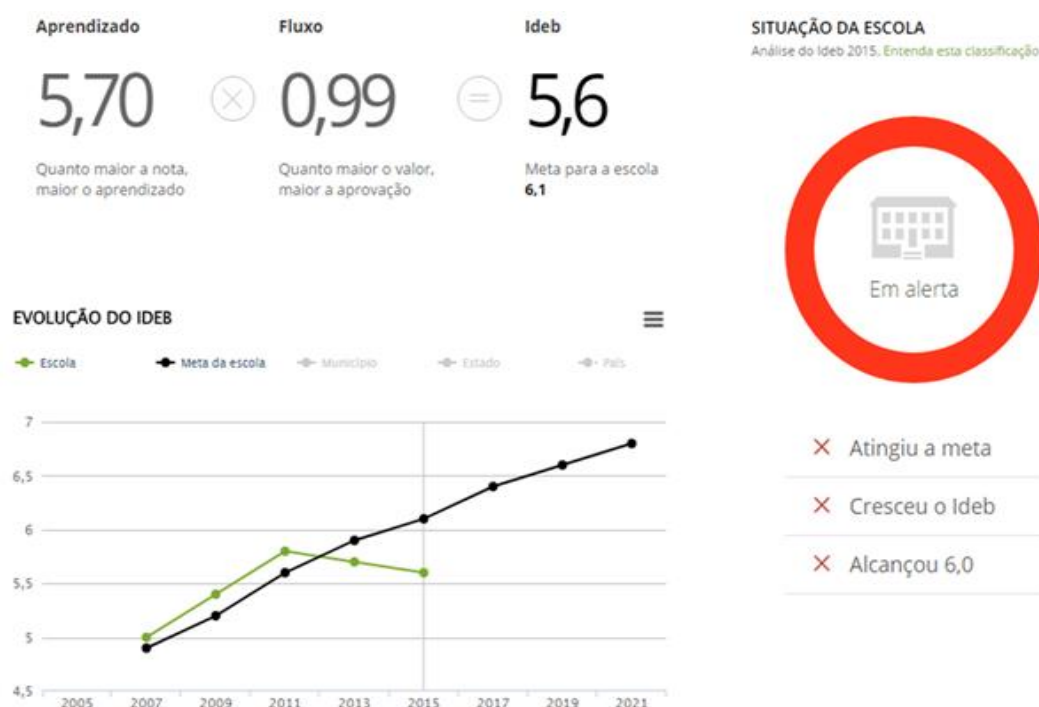 Aprendizado
Fluxo
Ideb
5,70
0,99
5,6
Quanto maior a nota,
maior o aprendizado
Quanto maior o valor,
maior a aprovação
Meta para a escola
6,1
SITUAÇÃO DA ESCOLA
Análise do Ideb 2015. Entenda esta classificação
Em alerta
Atingiu a meta
Cresceu o Ideb
Alcançou 6,0
EVOLUÇÃO DO IDEB
Escola
Meta da escola
Município
Estado
País
7
6,5
6
5,5
5
4,5
2005 2007 2009 2011 2013 2015 2017 2019 2021